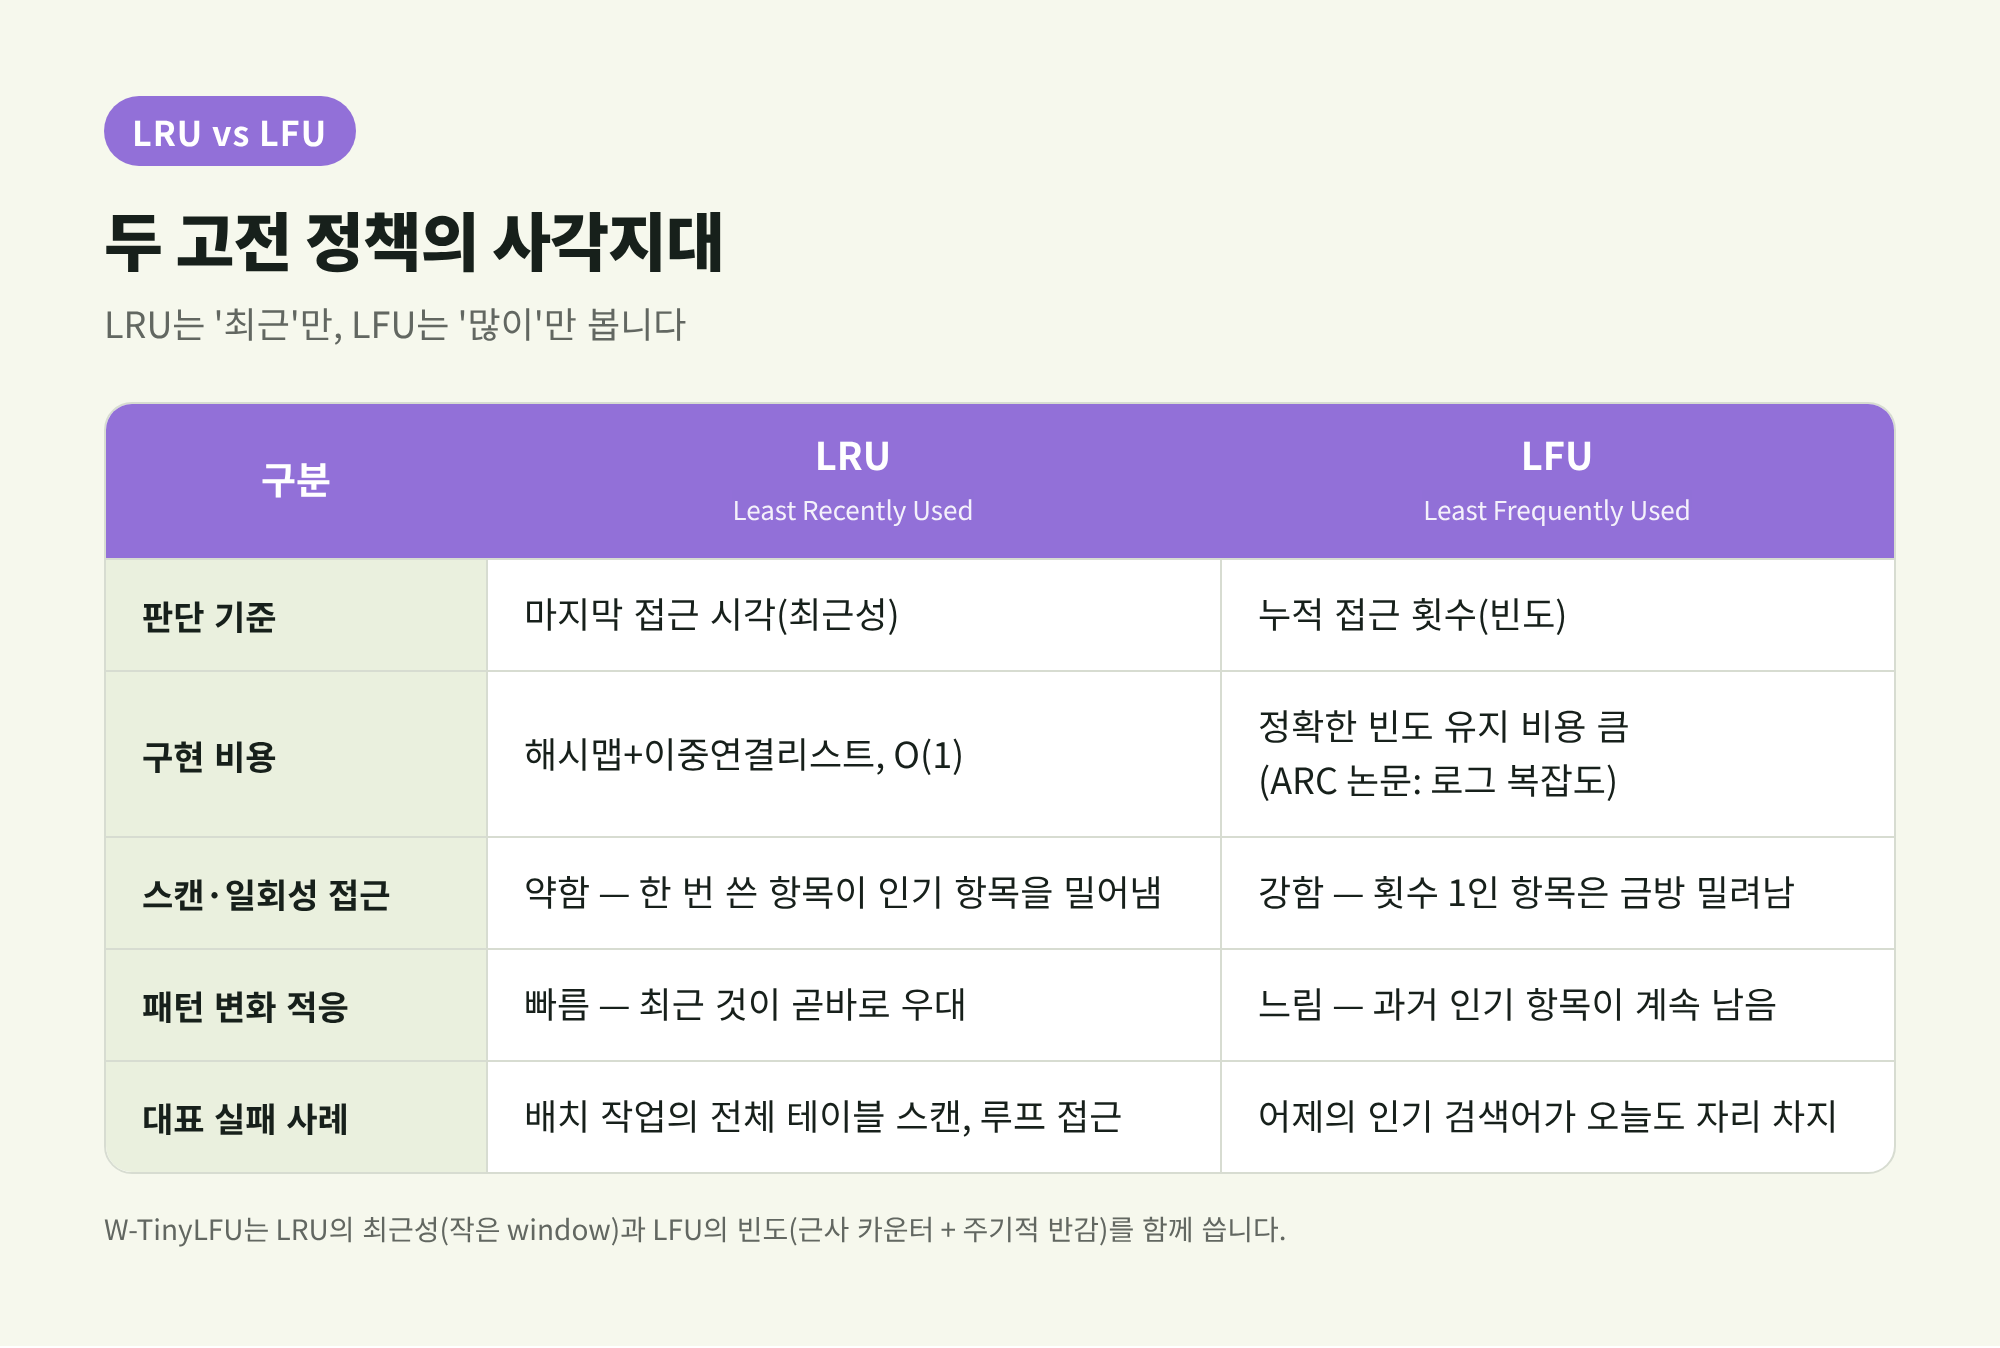 LRU vs LFU
두 고전 정책의 사각지대
LRU는 '최근'만, LFU는 '많이'만 봅니다
구분
LRU
Least Recently Used
LFU
Least Frequently Used
판단 기준
마지막 접근 시각(최근성)
누적 접근 횟수(빈도)
구현 비용
해시맵+이중연결리스트, O(1)
정확한 빈도 유지 비용 큼
(ARC 논문: 로그 복잡도)
스캔·일회성 접근
약함 — 한 번 쓴 항목이 인기 항목을 밀어냄
강함 — 횟수 1인 항목은 금방 밀려남
패턴 변화 적응
빠름 — 최근 것이 곧바로 우대
느림 — 과거 인기 항목이 계속 남음
대표 실패 사례
배치 작업의 전체 테이블 스캔, 루프 접근
어제의 인기 검색어가 오늘도 자리 차지
W-TinyLFU는 LRU의 최근성(작은 window)과 LFU의 빈도(근사 카운터 + 주기적 반감)를 함께 씁니다.